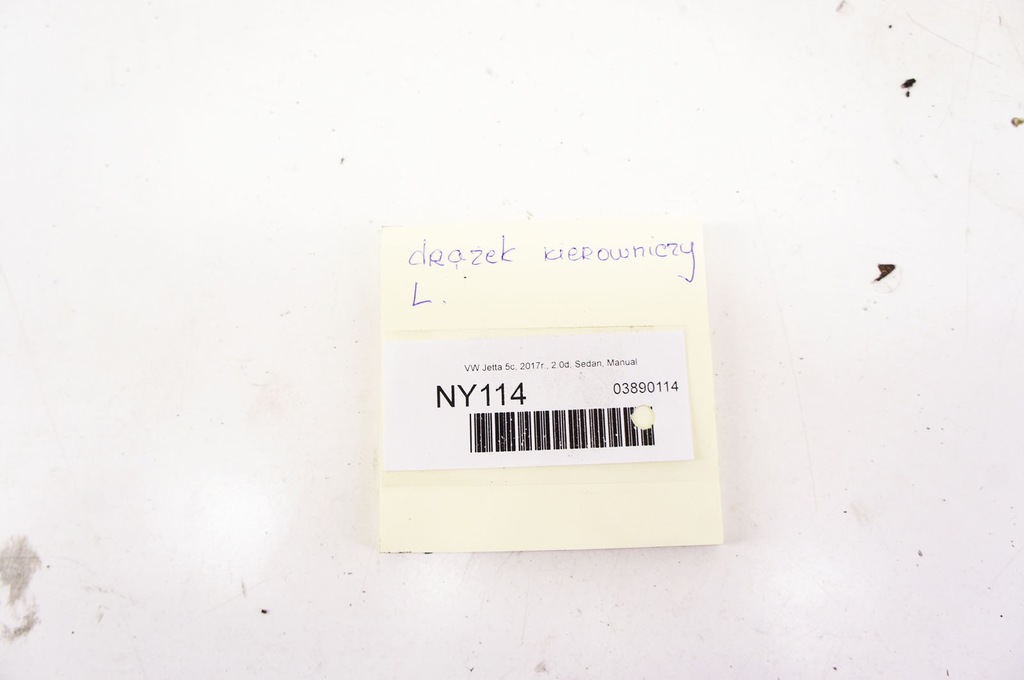 drążek kierowniczy
L.
VW Jetta 5c, 2017r., 2.0d, Sedan, Manual
NY114 03890114